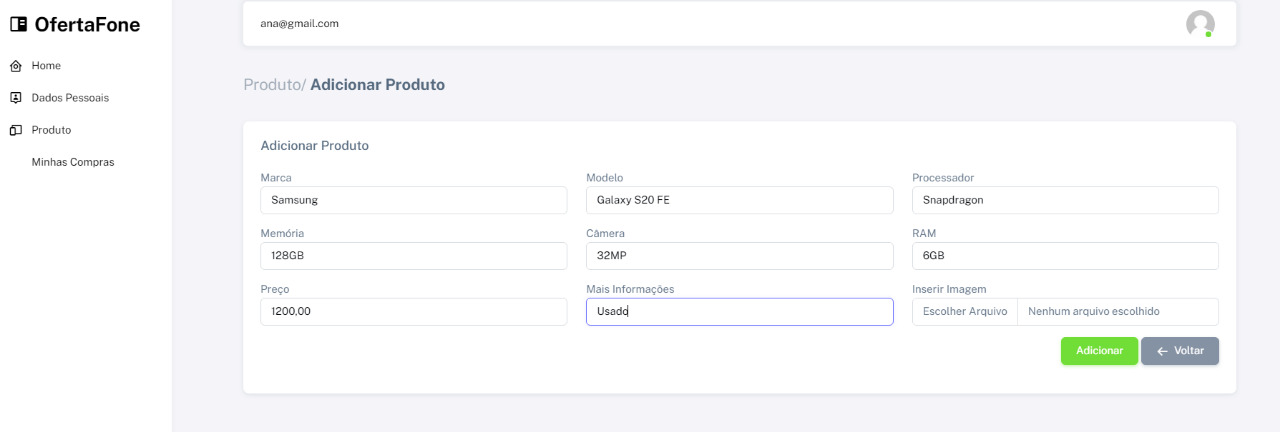 OfertaFone
Home
Dados Pessoais
Produto
Minhas Compras
ana@gmail.com
Produto/ Adicionar Produto
Adicionar Produto
Marca Modelo Processador
Samsung Galaxy S20 FE Snapdragon
Memória Câmera RAM
128GB 32MP 6GB
Preço Mais Informações Inserir Imagem
1200,00 Usado Escolher Arquivo Nenhum arquivo escolhido
Adicionar ← Voltar